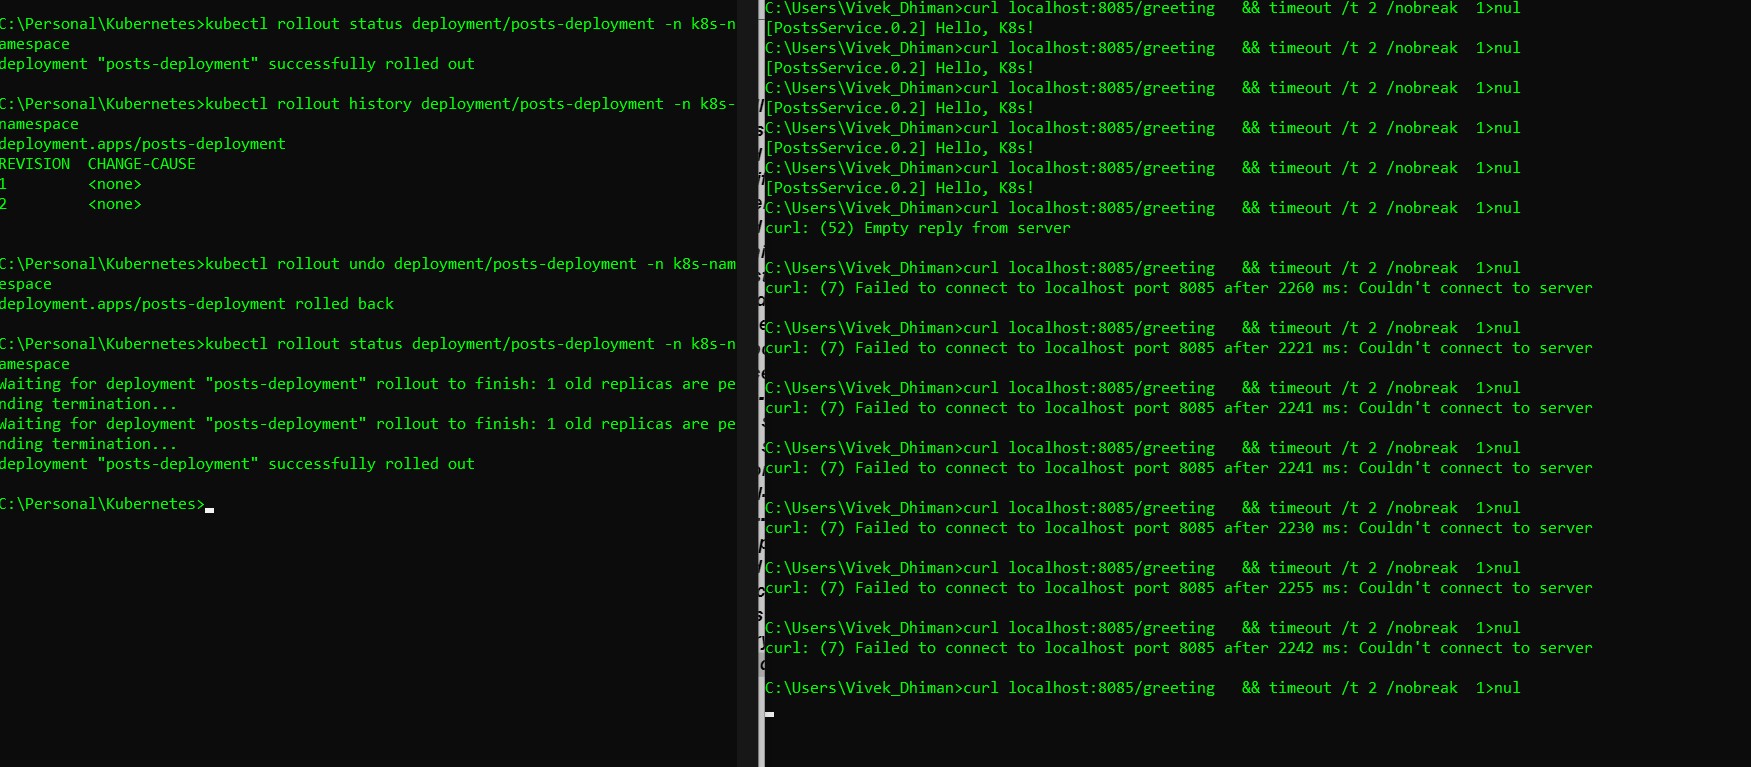 C:\Personal\Kubernetes>kubectl rollout status deployment/posts-deployment -n k8s-n
amespace
deployment "posts-deployment" successfully rolled out
C:\Personal\Kubernetes>kubectl rollout history deployment/posts-deployment -n k8s-
namespace
deployment.apps/posts-deployment
REVISION  CHANGE-CAUSE
1         <none>
2         <none>
C:\Personal\Kubernetes>kubectl rollout undo deployment/posts-deployment -n k8s-nam
espace
deployment.apps/posts-deployment rolled back
C:\Personal\Kubernetes>kubectl rollout status deployment/posts-deployment -n k8s-n
amespace
Waiting for deployment "posts-deployment" rollout to finish: 1 old replicas are pe
nding termination...
Waiting for deployment "posts-deployment" rollout to finish: 1 old replicas are pe
nding termination...
deployment "posts-deployment" successfully rolled out
C:\Personal\Kubernetes>
C:\Users\Vivek_Dhiman>curl localhost:8085/greeting   && timeout /t 2 /nobreak  1>nul
[PostsService.0.2] Hello, K8s!
C:\Users\Vivek_Dhiman>curl localhost:8085/greeting   && timeout /t 2 /nobreak  1>nul
[PostsService.0.2] Hello, K8s!
C:\Users\Vivek_Dhiman>curl localhost:8085/greeting   && timeout /t 2 /nobreak  1>nul
[PostsService.0.2] Hello, K8s!
C:\Users\Vivek_Dhiman>curl localhost:8085/greeting   && timeout /t 2 /nobreak  1>nul
[PostsService.0.2] Hello, K8s!
C:\Users\Vivek_Dhiman>curl localhost:8085/greeting   && timeout /t 2 /nobreak  1>nul
[PostsService.0.2] Hello, K8s!
C:\Users\Vivek_Dhiman>curl localhost:8085/greeting   && timeout /t 2 /nobreak  1>nul
curl: (52) Empty reply from server
C:\Users\Vivek_Dhiman>curl localhost:8085/greeting   && timeout /t 2 /nobreak  1>nul
curl: (7) Failed to connect to localhost port 8085 after 2260 ms: Couldn't connect to server
C:\Users\Vivek_Dhiman>curl localhost:8085/greeting   && timeout /t 2 /nobreak  1>nul
curl: (7) Failed to connect to localhost port 8085 after 2221 ms: Couldn't connect to server
C:\Users\Vivek_Dhiman>curl localhost:8085/greeting   && timeout /t 2 /nobreak  1>nul
curl: (7) Failed to connect to localhost port 8085 after 2241 ms: Couldn't connect to server
C:\Users\Vivek_Dhiman>curl localhost:8085/greeting   && timeout /t 2 /nobreak  1>nul
curl: (7) Failed to connect to localhost port 8085 after 2241 ms: Couldn't connect to server
C:\Users\Vivek_Dhiman>curl localhost:8085/greeting   && timeout /t 2 /nobreak  1>nul
curl: (7) Failed to connect to localhost port 8085 after 2230 ms: Couldn't connect to server
C:\Users\Vivek_Dhiman>curl localhost:8085/greeting   && timeout /t 2 /nobreak  1>nul
curl: (7) Failed to connect to localhost port 8085 after 2255 ms: Couldn't connect to server
C:\Users\Vivek_Dhiman>curl localhost:8085/greeting   && timeout /t 2 /nobreak  1>nul
curl: (7) Failed to connect to localhost port 8085 after 2242 ms: Couldn't connect to server
C:\Users\Vivek_Dhiman>curl localhost:8085/greeting   && timeout /t 2 /nobreak  1>nul